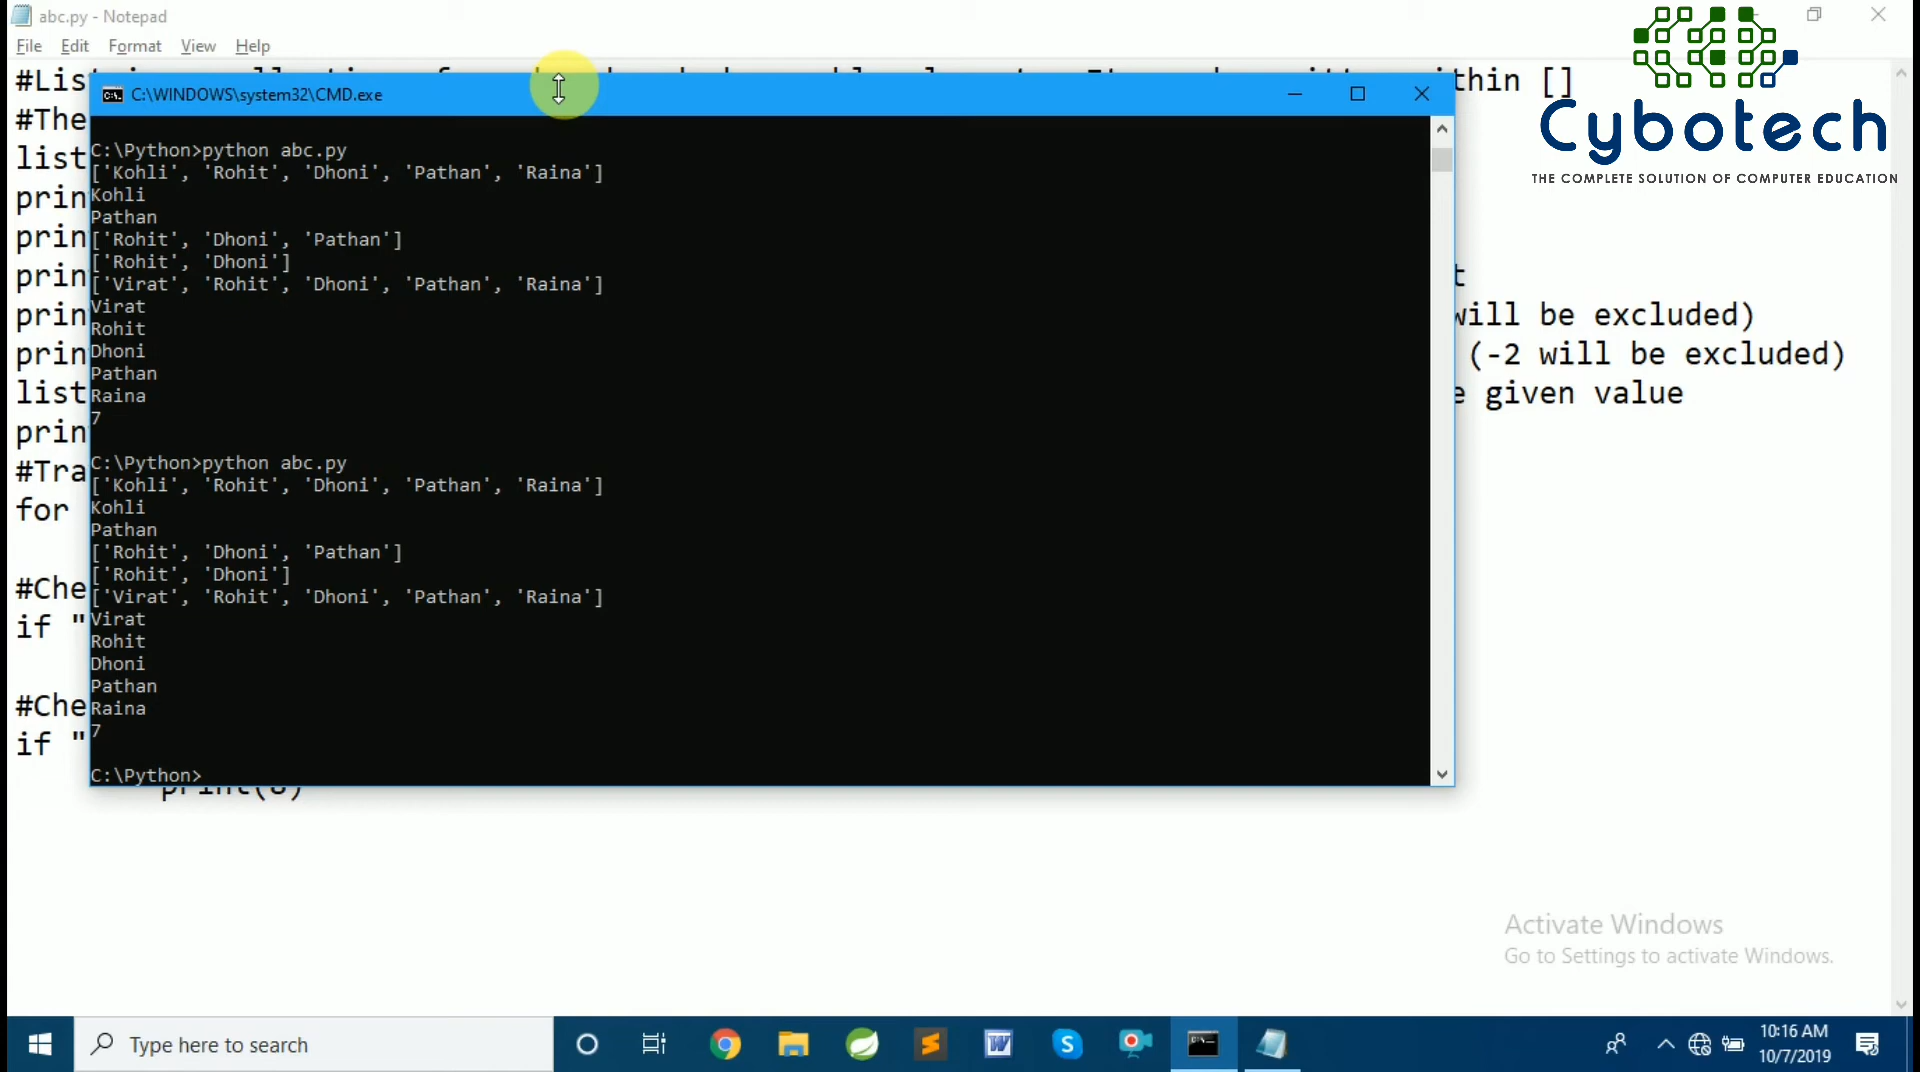 abc.py - Notepad
File Edit Format View Help
#Lis
thin []
C:\WINDOWS\system32\CMD.exe
#The
list
prin
prin
prin
prin
will be excluded)
prin
(-2 will be excluded)
list
given value
prin
#Tra
for
#Che
if "
#Che
if "
C:\Python>python abc.py
['Kohli', 'Rohit', 'Dhoni', 'Pathan', 'Raina']
Kohli
Pathan
['Rohit', 'Dhoni', 'Pathan']
['Rohit', 'Dhoni']
['Virat', 'Rohit', 'Dhoni', 'Pathan', 'Raina']
Virat
Rohit
Dhoni
Pathan
Raina
7
C:\Python>python abc.py
['Kohli', 'Rohit', 'Dhoni', 'Pathan', 'Raina']
Kohli
Pathan
['Rohit', 'Dhoni', 'Pathan']
['Rohit', 'Dhoni']
['Virat', 'Rohit', 'Dhoni', 'Pathan', 'Raina']
Virat
Rohit
Dhoni
Pathan
Raina
7
C:\Python>
Cybotech
THE COMPLETE SOLUTION OF COMPUTER EDUCATION
Activate Windows
Go to Settings to activate Windows.
Type here to search
10:16 AM
10/7/2019